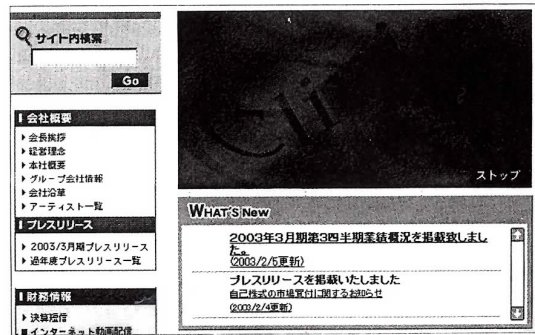 サイト内検索
Go
会社概要
会長挨拶
経営理念
本社概要
グループ会社情報
会社沿革
アーティスト一覧
プレスリリース
2003/3月期プレスリリース
過年度プレスリリース一覧
財務情報
決算短信
インターネット動画配信
ストップ
WHAT'S New
2003年3月期第3四半期業績概況を掲載致しまし
た。
(2003/2/5更新)
プレスリリースを掲載いたしました
自己株式の市場買付に関するお知らせ
(2003/2/4更新)